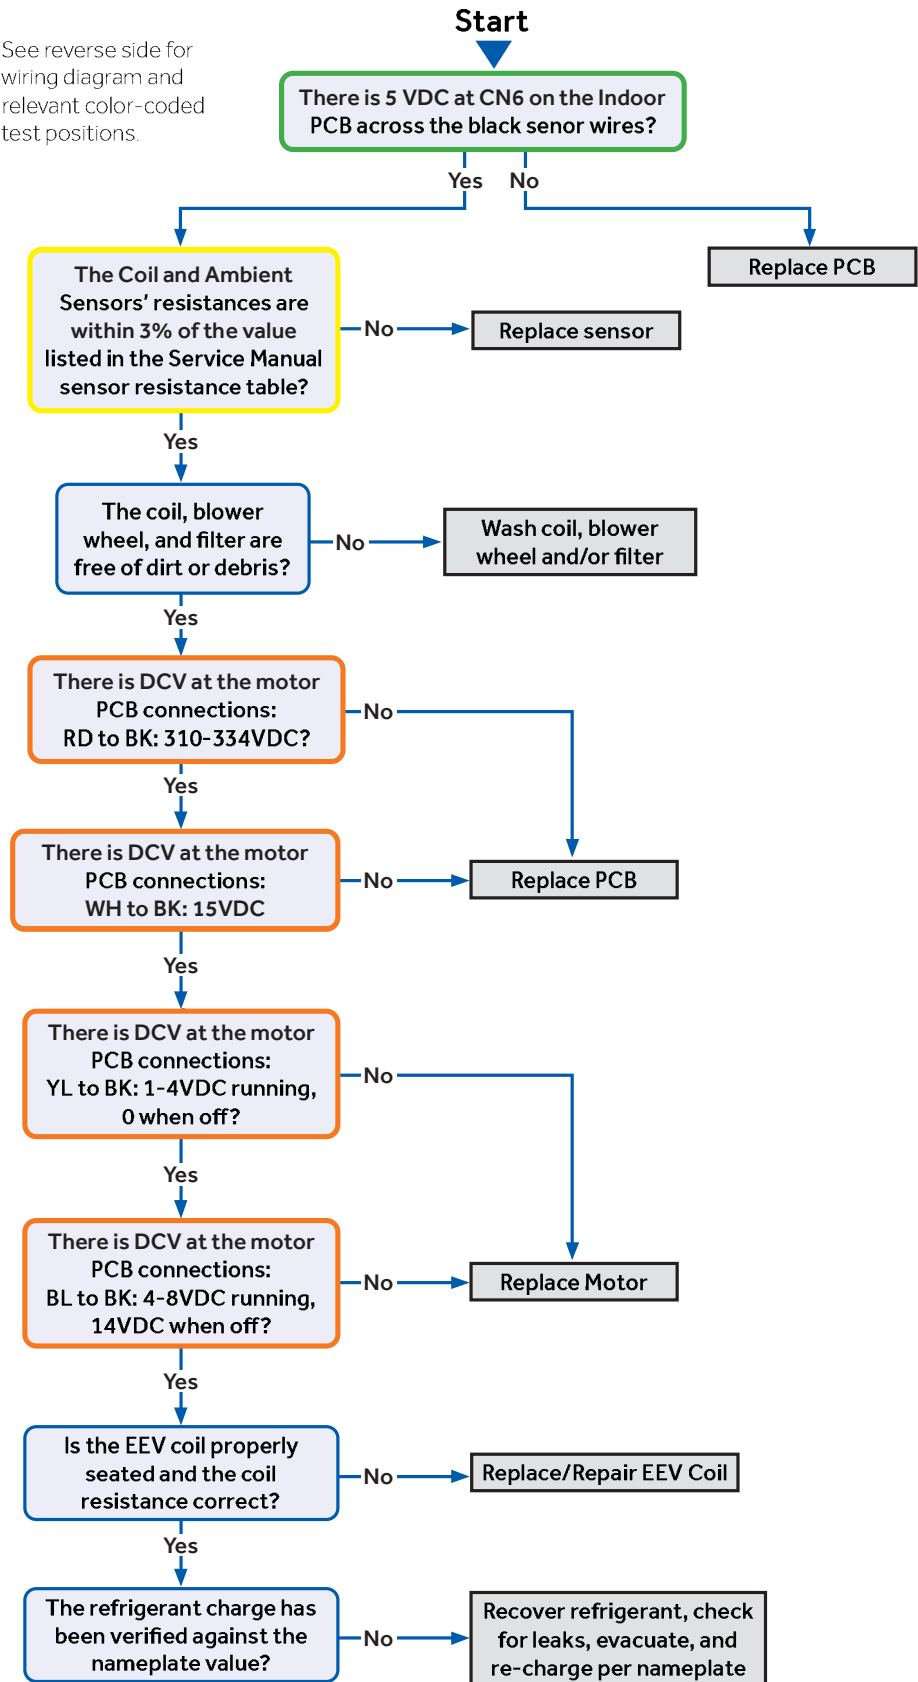 Start
See reverse side for
wiring diagram and
relevant color-coded
test positions.
There is 5 VDC at CN6 on the Indoor
PCB across the black senor wires?
Yes No
Replace PCB
The Coil and Ambient
Sensors' resistances are
within 3% of the value
listed in the Service Manual
sensor resistance table?
No
Replace sensor
Yes
The coil, blower
wheel, and filter are
free of dirt or debris?
No
Wash coil, blower
wheel and/or filter
Yes
There is DCV at the motor
PCB connections:
RD to BK: 310-334VDC?
No
Yes
There is DCV at the motor
PCB connections:
WH to BK: 15VDC
No
Replace PCB
Yes
There is DCV at the motor
PCB connections:
YL to BK: 1-4VDC running,
0 when off?
No
Yes
There is DCV at the motor
PCB connections:
BL to BK: 4-8VDC running,
14VDC when off?
No
Replace Motor
Yes
Is the EEV coil properly
seated and the coil
resistance correct?
No
Replace/Repair EEV Coil
Yes
The refrigerant charge has
been verified against the
nameplate value?
No
Recover refrigerant, check
for leaks, evacuate, and
re-charge per nameplate